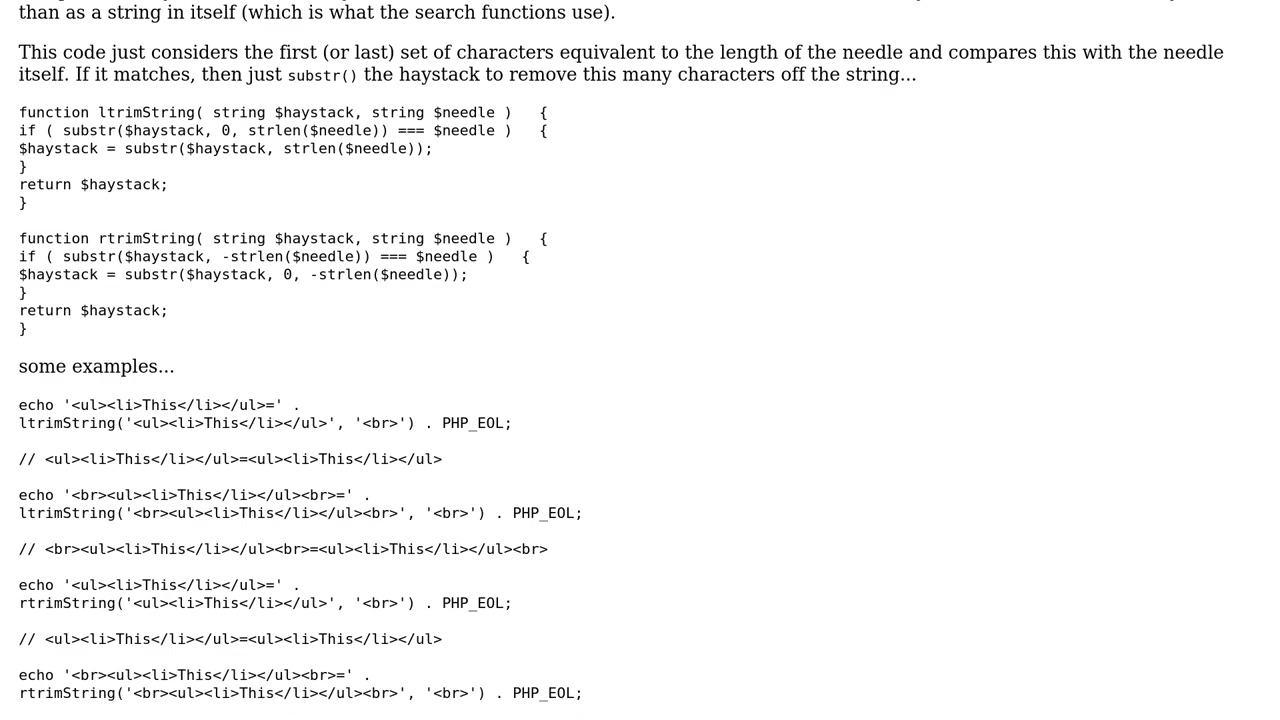 than as a string in itself (which is what the search functions use).
This code just considers the first (or last) set of characters equivalent to the length of the needle and compares this with the needle
itself. If it matches, then just substr() the haystack to remove this many characters off the string...
function ltrimString( string $haystack, string $needle )   {
if ( substr($haystack, 0, strlen($needle)) === $needle )   {
$haystack = substr($haystack, strlen($needle));
}
return $haystack;
}
function rtrimString( string $haystack, string $needle )   {
if ( substr($haystack, -strlen($needle)) === $needle )   {
$haystack = substr($haystack, 0, -strlen($needle));
}
return $haystack;
}
some examples...
echo '<ul><li>This</li></ul>=' .
ltrimString('<ul><li>This</li></ul>', '<br>') . PHP_EOL;
// <ul><li>This</li></ul>=<ul><li>This</li></ul>
echo '<br><ul><li>This</li></ul><br>=' .
ltrimString('<br><ul><li>This</li></ul><br>', '<br>') . PHP_EOL;
// <br><ul><li>This</li></ul><br>=<ul><li>This</li></ul><br>
echo '<ul><li>This</li></ul>=' .
rtrimString('<ul><li>This</li></ul>', '<br>') . PHP_EOL;
// <ul><li>This</li></ul>=<ul><li>This</li></ul>
echo '<br><ul><li>This</li></ul><br>=' .
rtrimString('<br><ul><li>This</li></ul><br>', '<br>') . PHP_EOL;